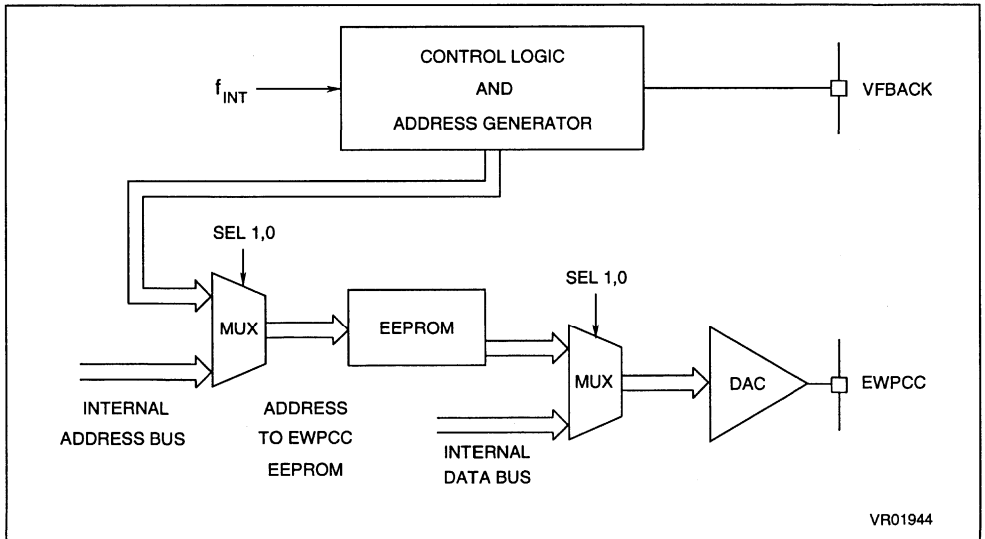 CONTROL LOGIC
AND
ADDRESS GENERATOR
fINT
VFBACK
SEL 1,0
SEL 1,0
MUX
EEPROM
MUX
DAC
EWPCC
INTERNAL
ADDRESS BUS
ADDRESS
TO EWPCC
EEPROM
INTERNAL
DATA BUS
VR01944